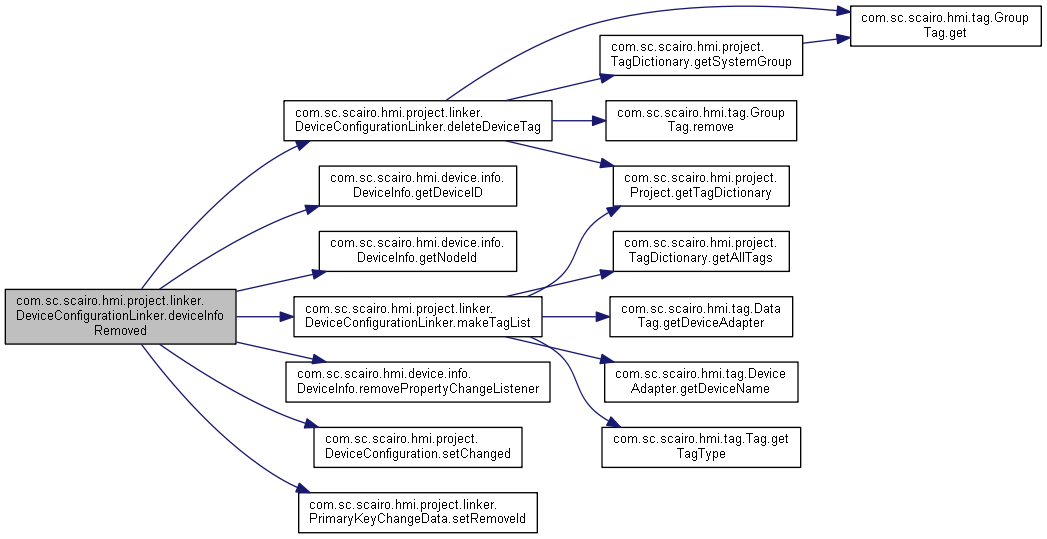 com.sc.scairo.hmi.tag.Group
Tag.get
com.sc.scairo.hmi.project.
TagDictionary.getSystemGroup
com.sc.scairo.hmi.project.linker.
DeviceConfigurationLinker.deleteDeviceTag
com.sc.scairo.hmi.tag.Group
Tag.remove
com.sc.scairo.hmi.device.info.
DeviceInfo.getDeviceID
com.sc.scairo.hmi.project.
Project.getTagDictionary
com.sc.scairo.hmi.device.info.
DeviceInfo.getNodeId
com.sc.scairo.hmi.project.
TagDictionary.getAllTags
com.sc.scairo.hmi.project.linker.
DeviceConfigurationLinker.deviceInfo
Removed
com.sc.scairo.hmi.project.linker.
DeviceConfigurationLinker.makeTagList
com.sc.scairo.hmi.tag.Data
Tag.getDeviceAdapter
com.sc.scairo.hmi.device.info.
DeviceInfo.removePropertyChangeListener
com.sc.scairo.hmi.tag.Device
Adapter.getDeviceName
com.sc.scairo.hmi.project.
DeviceConfiguration.setChanged
com.sc.scairo.hmi.tag.Tag.get
TagType
com.sc.scairo.hmi.project.linker.
PrimaryKeyChangeData.setRemoveId